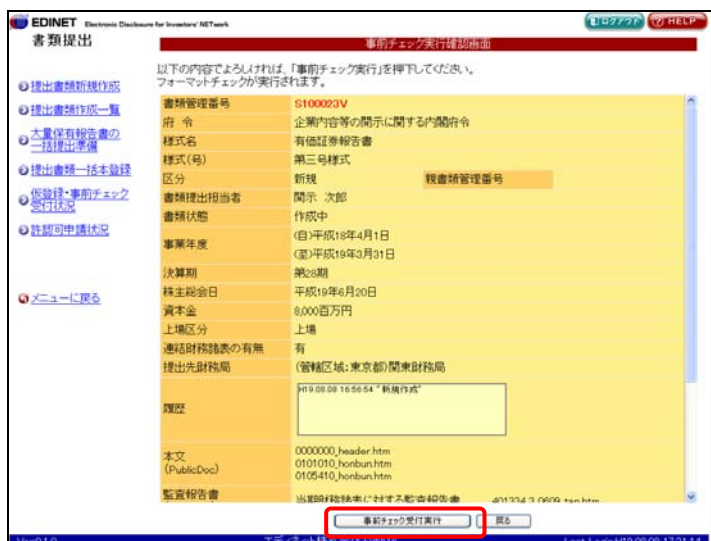 EDINET Electronic Disclosure for Investors' NETwork
ログアウト
HELP
書類提出
事前チェック実行確認画面
以下の内容でよろしければ、「事前チェック実行」を押下してください。
フォーマットチェックが実行されます。
提出書類新規作成
提出書類作成一覧
大量保有報告書の
一括提出準備
提出書類一括本登録
仮登録・事前チェック
受付状況
許認可申請状況
メニューに戻る
書類管理番号 S100023V
府 令 企業内容等の開示に関する内閣府令
様式名 有価証券報告書
様式(号) 第三号様式
区分 新規 親書類管理番号
書類提出担当者 開示 次郎
書類状態 作成中
事業年度 (自)平成18年4月1日
(至)平成19年3月31日
決算期 第28期
株主総会日 平成19年6月20日
資本金 8,000百万円
上場区分 上場
連結財務諸表の有無 有
提出先財務局 (管轄区域:東京都)関東財務局
履歴 H19.08.08 16:56:54 "新規作成"
本文
(PublicDoc)
0000000_header.htm
0101010_honbun.htm
0105410_honbun.htm
監査報告書 当期財務諸表に対する監査報告書
事前チェック受付実行 戻る